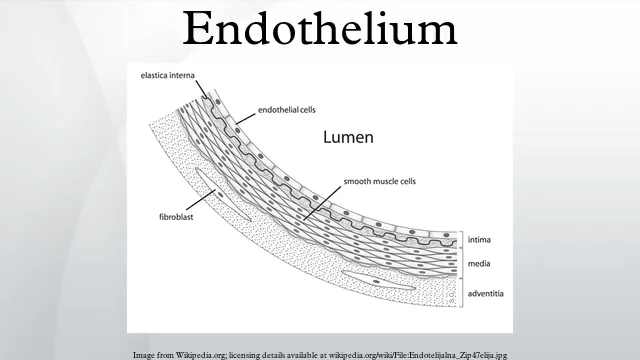 Endothelium
elastica interna
endothelial cells
Lumen
smooth muscle cells
fibroblast
intima
media
adventitia
Image from Wikipedia.org; licensing details available at wikipedia.org/wiki/File:Endotelijalna_Zip47elija.jpg